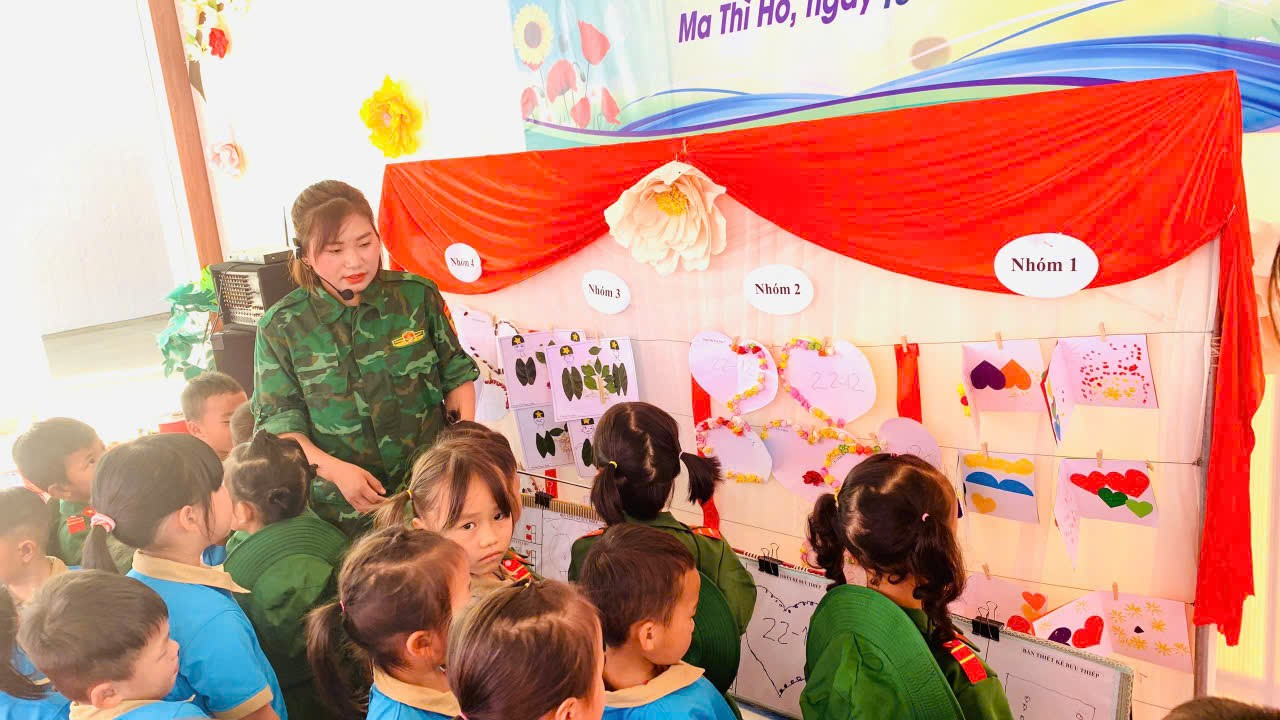 Ma Thì Hồ, ngày
Nhóm 4
Nhóm 3
Nhóm 2
Nhóm 1
22-12
22-12
22-1
BẢN THIẾT KẾ BƯU THIẾP